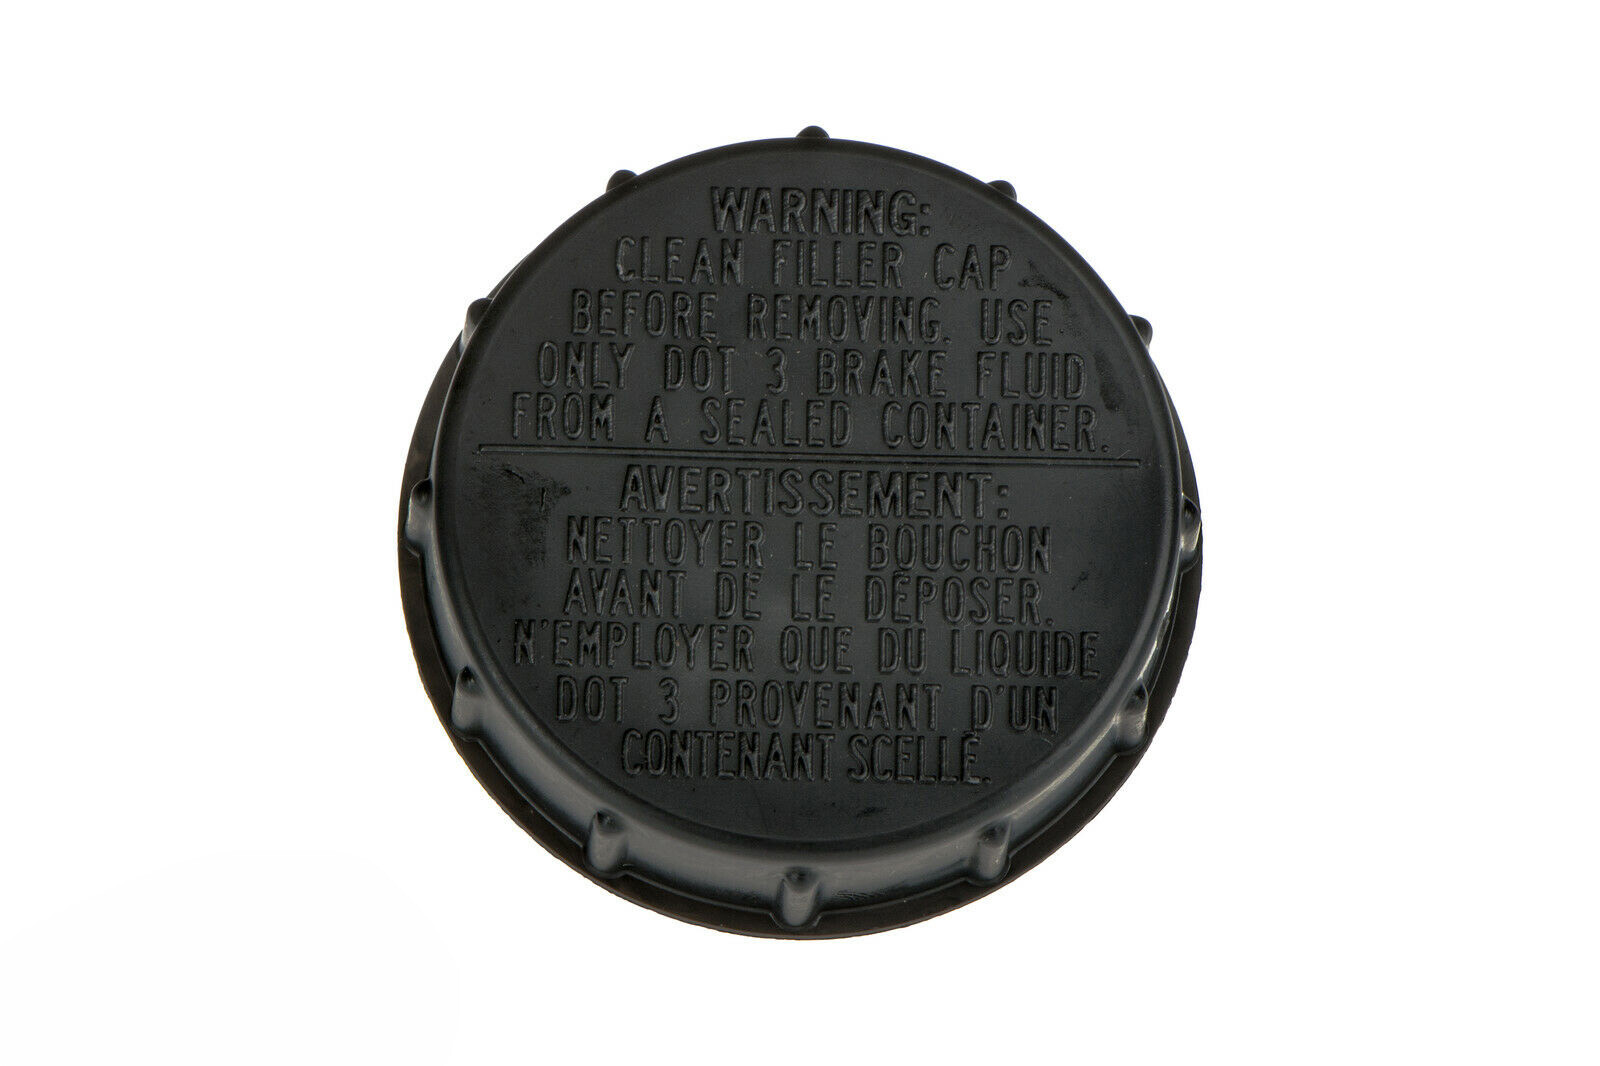 WARNING:
CLEAN FILLER CAP
BEFORE REMOVING. USE
ONLY DOT 3 BRAKE FLUID
FROM A SEALED CONTAINER.
AVERTISSEMENT:
NETTOYER LE BOUCHON
AVANT DE LE DÉPOSER.
N'EMPLOYER QUE DU LIQUIDE
DOT 3 PROVENANT D'UN
CONTENANT SCELLÉ.